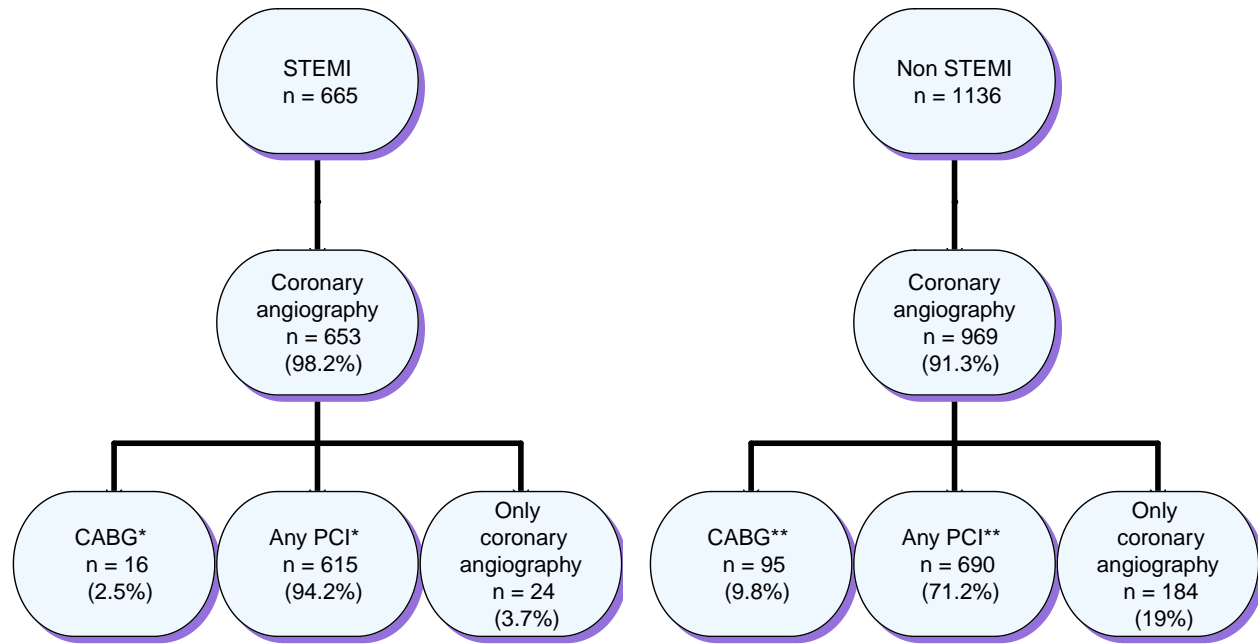 STEMI
n = 665
Non STEMI
n = 1136
Coronary
angiography
n = 653
(98.2%)
Coronary
angiography
n = 969
(91.3%)
CABG*
n = 16
(2.5%)
Any PCI*
n = 615
(94.2%)
Only
coronary
angiography
n = 24
(3.7%)
CABG**
n = 95
(9.8%)
Any PCI**
n = 690
(71.2%)
Only
coronary
angiography
n = 184
(19%)